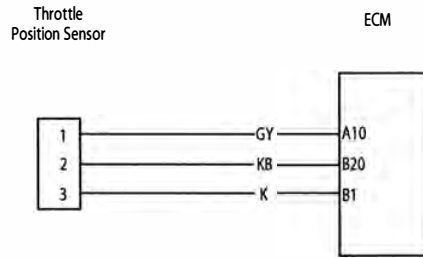 Throttle
Position Sensor
ECM
1 GY A10
2 KB B20
3 K B1